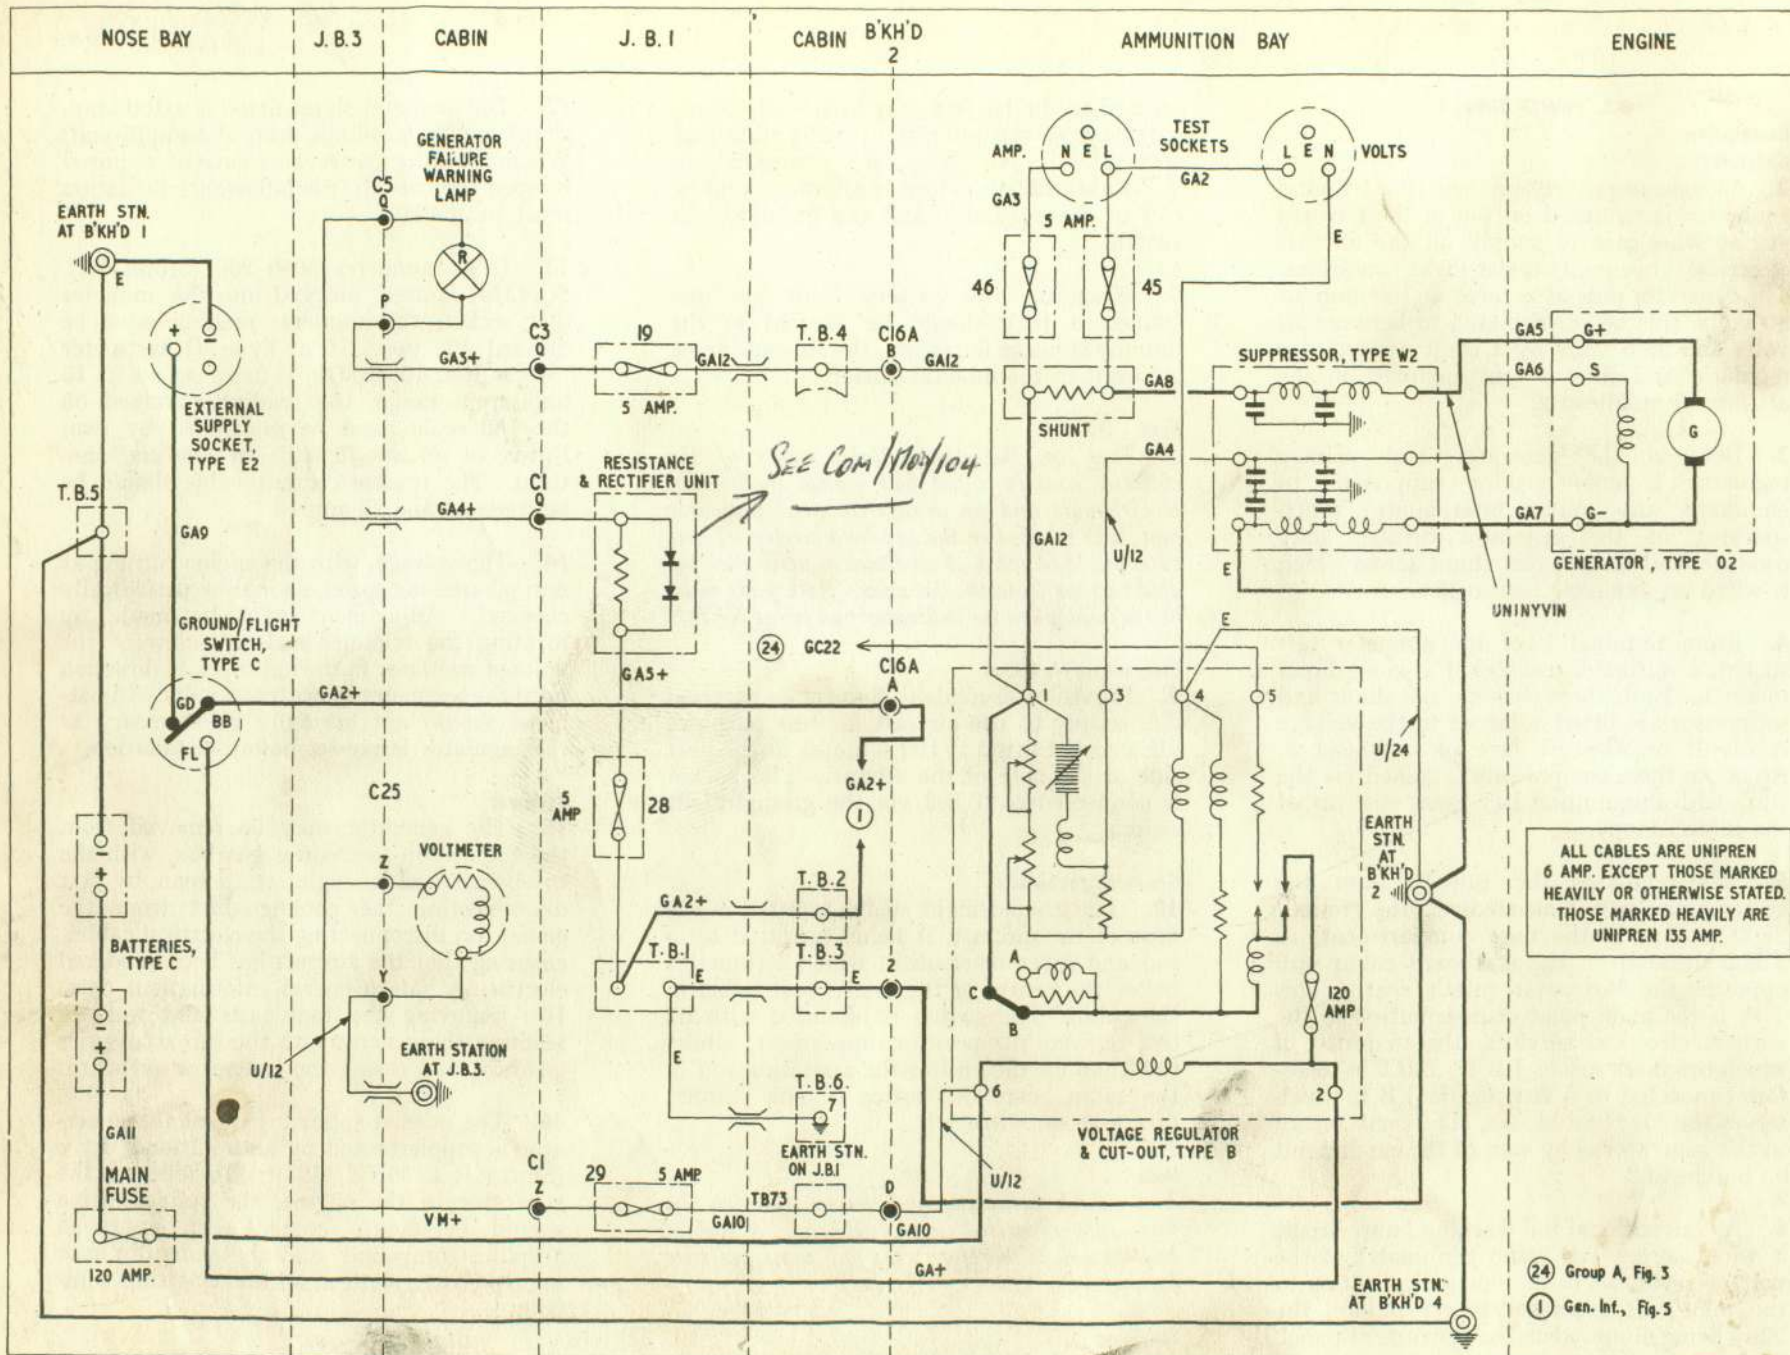 NOSE BAY
J.B.3
CABIN
J.B.1
CABIN
B'KH'D
2
AMMUNITION BAY
ENGINE
EARTH STN.
AT B'KH'D 1
E
+
-
EXTERNAL
SUPPLY
SOCKET,
TYPE E2
T.B.5
GA9
GROUND/FLIGHT
SWITCH,
TYPE C
GD
BB
FL
-
+
BATTERIES,
TYPE C
-
+
GA11
MAIN
FUSE
120 AMP.
C5
Q
P
GENERATOR
FAILURE
WARNING
LAMP
R
GA3+
C3
Q
GA4+
C1
Q
GA2+
C25
Z
VOLTMETER
Y
U/12
EARTH STATION
AT J.B.3.
VM+
C1
Z
19
5 AMP.
GA12
RESISTANCE
& RECTIFIER UNIT
SEE COM/MOD/104
GA5+
5
AMP
28
GA2+
T.B.1
E
E
29
5 AMP.
GA10
T.B.4
C16A
B
GA12
24
GC22
C16A
A
GA2+
1
T.B.2
T.B.3
E
2
T.B.6.
7
EARTH STN.
ON J.B.1
TB73
D
GA10
GA+
AMP.
N E L
TEST
SOCKETS
L E N
VOLTS
GA2
GA3
5 AMP.
E
46
45
SHUNT
GA8
GA4
GA12
U/12
SUPPRESSOR, TYPE W2
E
GA5
G+
GA6
S
G
GA7
G-
GENERATOR, TYPE 02
UNINYVIN
1
3
4
5
E
U/24
A
C
B
120
AMP
6
2
U/12
VOLTAGE REGULATOR
& CUT-OUT, TYPE B
EARTH
STN.
AT
B'KH'D
2
ALL CABLES ARE UNIPREN
6 AMP. EXCEPT THOSE MARKED
HEAVILY OR OTHERWISE STATED.
THOSE MARKED HEAVILY ARE
UNIPREN 135 AMP.
EARTH STN.
AT B'KH'D 4
24 Group A, Fig. 3
1 Gen. Inf., Fig. 5